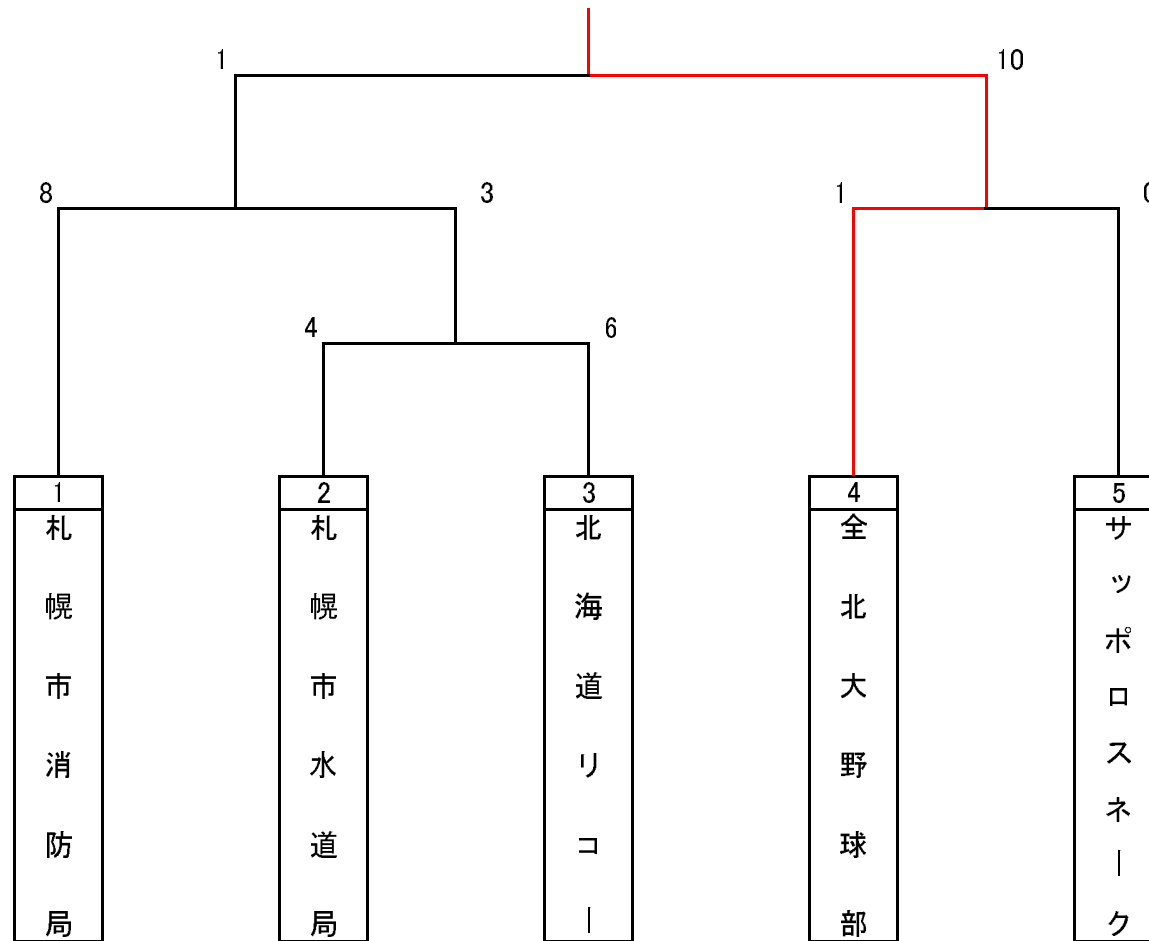 1 10
8 3 1 0
4 6
1 2 3 4 5
札幌市消防局
札幌市水道局
北海道リコー
全北大野球部
サッポロスネーク